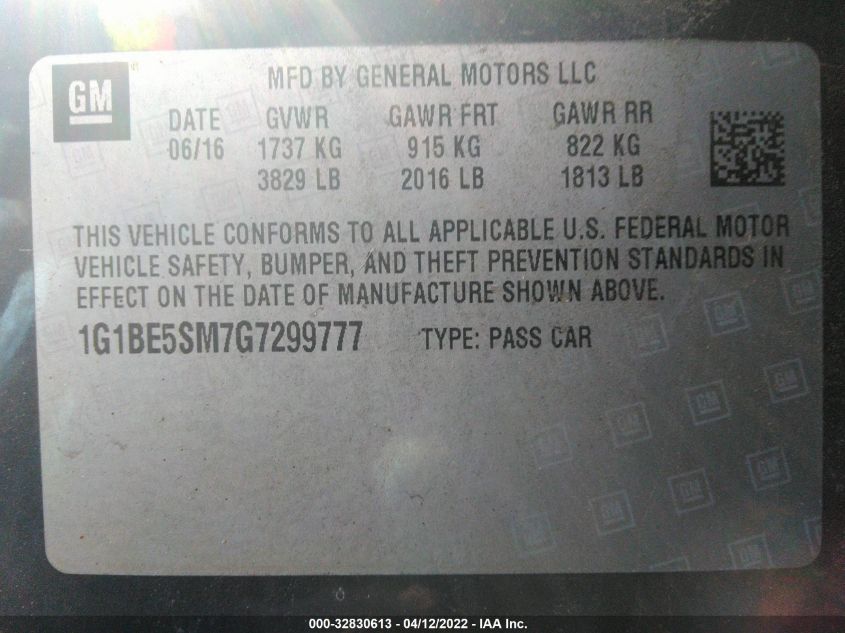 GM
MFD BY GENERAL MOTORS LLC
DATE GVWR GAWR FRT GAWR RR
06/16 1737 KG 915 KG 822 KG
3829 LB 2016 LB 1813 LB
THIS VEHICLE CONFORMS TO ALL APPLICABLE U.S. FEDERAL MOTOR
VEHICLE SAFETY, BUMPER, AND THEFT PREVENTION STANDARDS IN
EFFECT ON THE DATE OF MANUFACTURE SHOWN ABOVE.
1G1BE5SM7G7299777 TYPE: PASS CAR
000-32830613 - 04/12/2022 - IAA Inc.